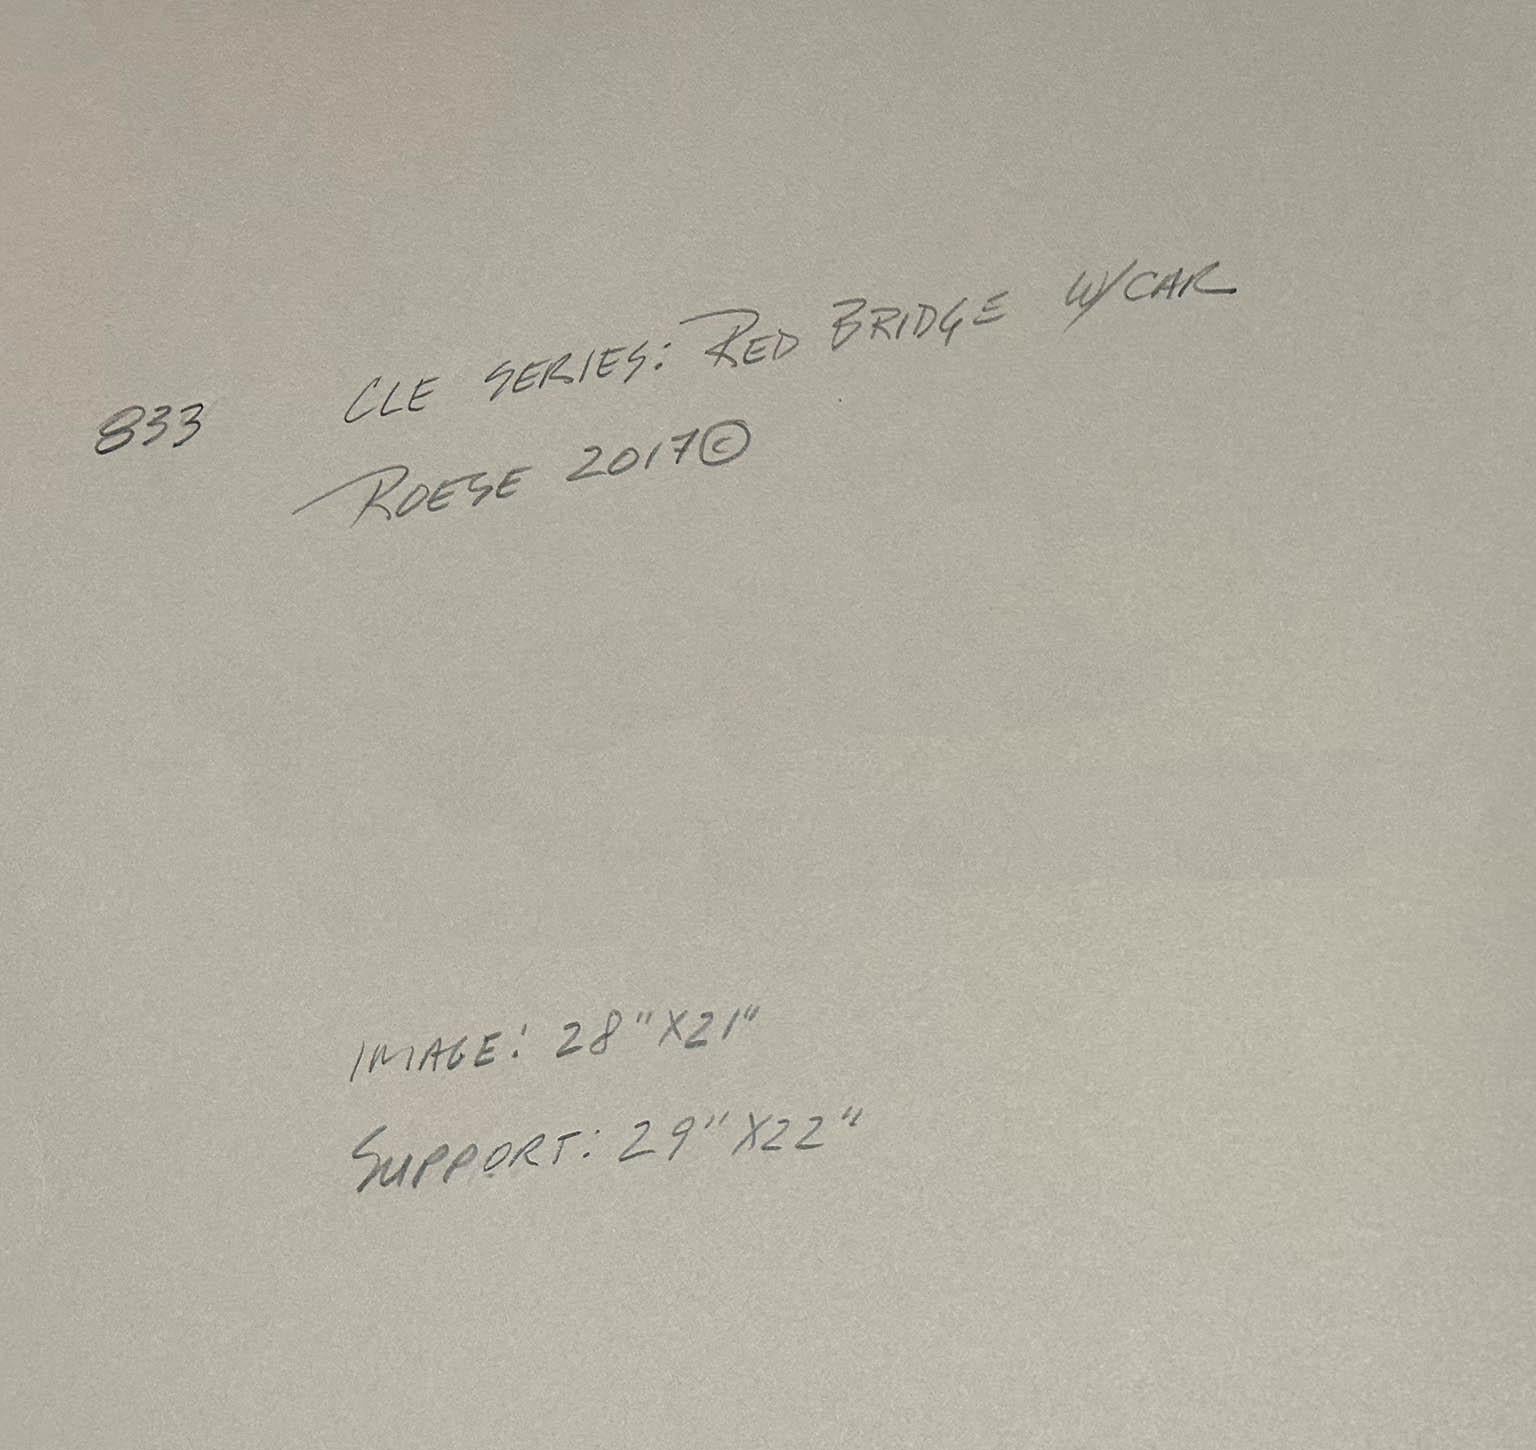 833 CLE SERIES: RED BRIDGE W/CAR
ROESE 2017©
IMAGE: 28" X21"
SUPPORT: 29" X22"